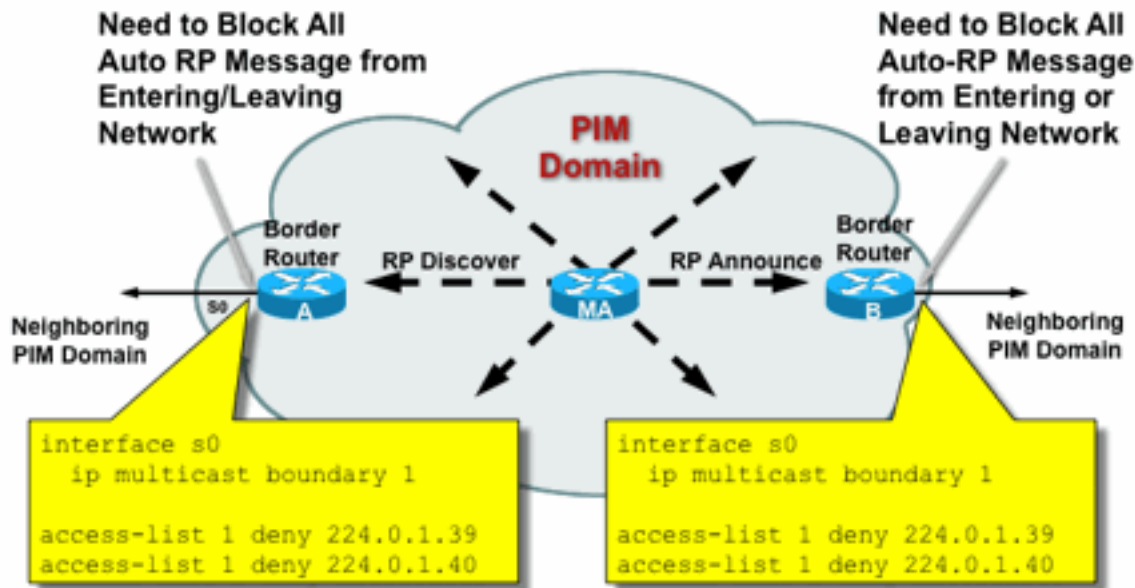 Need to Block All
Auto RP Message from
Entering/Leaving
Network
Need to Block All
Auto-RP Message
from Entering or
Leaving Network
PIM
Domain
Border
Router
Border
Router
RP Discover
RP Announce
S0
A
MA
B
Neighboring
PIM Domain
Neighboring
PIM Domain
interface s0
  ip multicast boundary 1
access-list 1 deny 224.0.1.39
access-list 1 deny 224.0.1.40
interface s0
  ip multicast boundary 1
access-list 1 deny 224.0.1.39
access-list 1 deny 224.0.1.40